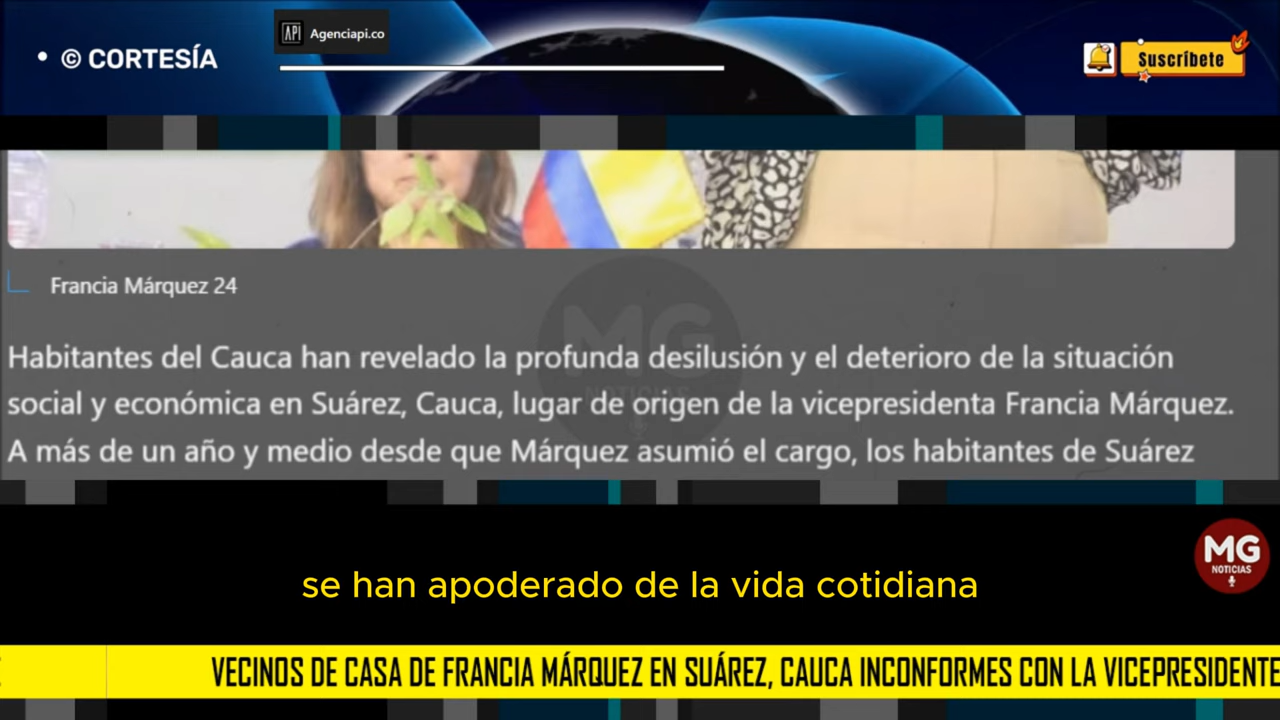 © CORTESÍA
API Agenciapi.co
Suscríbete
Francia Márquez 24
MG
NOTICIAS
Habitantes del Cauca han revelado la profunda desilusión y el deterioro de la situación
social y económica en Suárez, Cauca, lugar de origen de la vicepresidenta Francia Márquez.
A más de un año y medio desde que Márquez asumió el cargo, los habitantes de Suárez
MG
NOTICIAS
se han apoderado de la vida cotidiana
VECINOS DE CASA DE FRANCIA MÁRQUEZ EN SUÁREZ, CAUCA INCONFORMES CON LA VICEPRESIDENTE